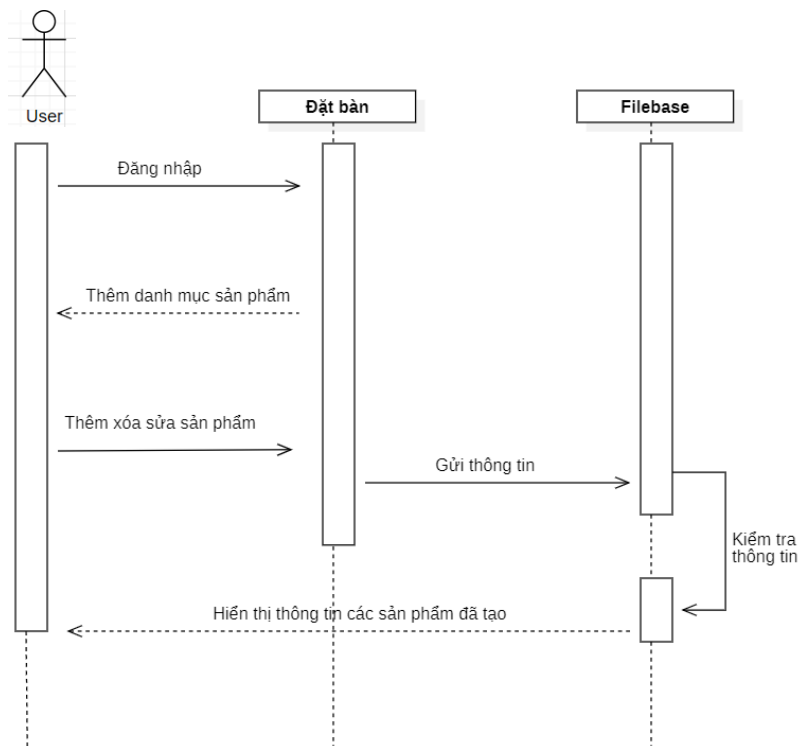 User
Đặt bàn
Filebase
Đăng nhập
Thêm danh mục sản phẩm
Thêm xóa sửa sản phẩm
Gửi thông tin
Kiểm tra
thông tin
Hiển thị thông tin các sản phẩm đã tạo